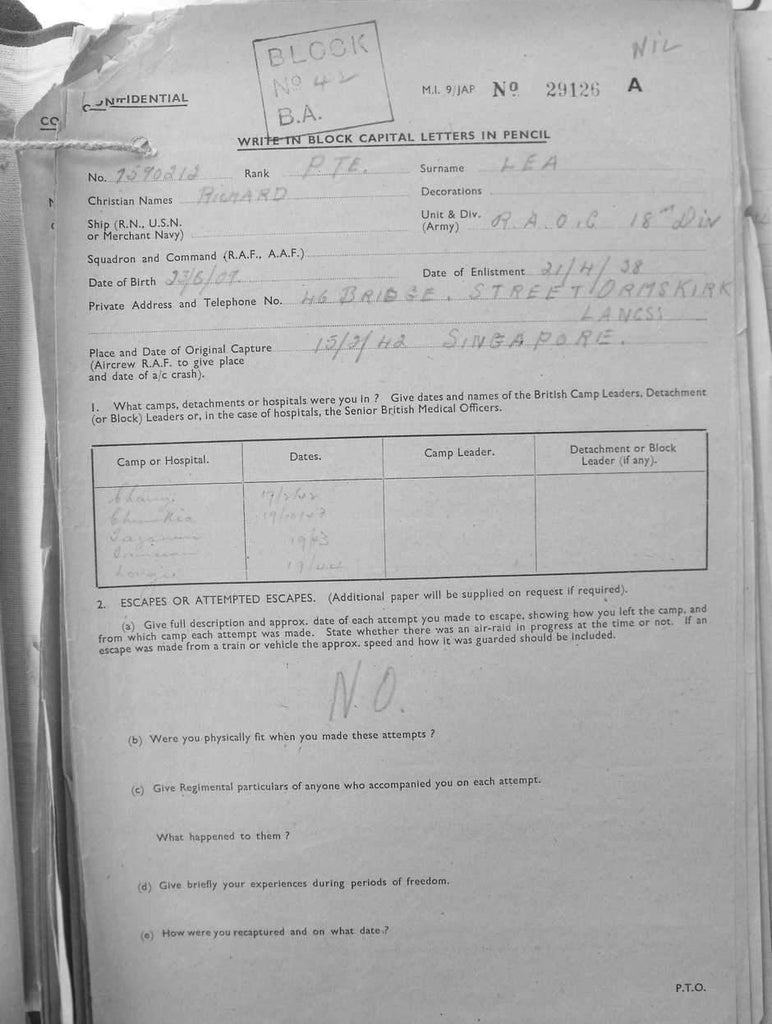 BLOCK
No 42
B.A.
NIL
M.I. 9/JAP No 29126 A
CONFIDENTIAL
CO
WRITE IN BLOCK CAPITAL LETTERS IN PENCIL
No. 7590212 Rank PTE. Surname LEA
Christian Names RICHARD Decorations
Ship (R.N., U.S.N. or Merchant Navy) Unit & Div. (Army) R.A.O.C 18th Div
Squadron and Command (R.A.F., A.A.F.)
Date of Birth 23/5/07 Date of Enlistment 21/4/38
Private Address and Telephone No. 46 BRIDGE. STREET ORMSKIRK
LANCS
Place and Date of Original Capture 15/2/42 SINGAPORE.
(Aircrew R.A.F. to give place
and date of a/c crash).
1. What camps, detachments or hospitals were you in ? Give dates and names of the British Camp Leaders, Detachment
(or Block) Leaders or, in the case of hospitals, the Senior British Medical Officers.
Camp or Hospital. Dates. Camp Leader. Detachment or Block Leader (if any).
17/2/42
19/10/43
19/3
19/44
2. ESCAPES OR ATTEMPTED ESCAPES. (Additional paper will be supplied on request if required).
(a) Give full description and approx. date of each attempt you made to escape, showing how you left the camp, and
from which camp each attempt was made. State whether there was an air-raid in progress at the time or not. If an
escape was made from a train or vehicle the approx. speed and how it was guarded should be included.
N.O.
(b) Were you physically fit when you made these attempts ?
(c) Give Regimental particulars of anyone who accompanied you on each attempt.
What happened to them ?
(d) Give briefly your experiences during periods of freedom.
(e) How were you recaptured and on what date ?
P.T.O.